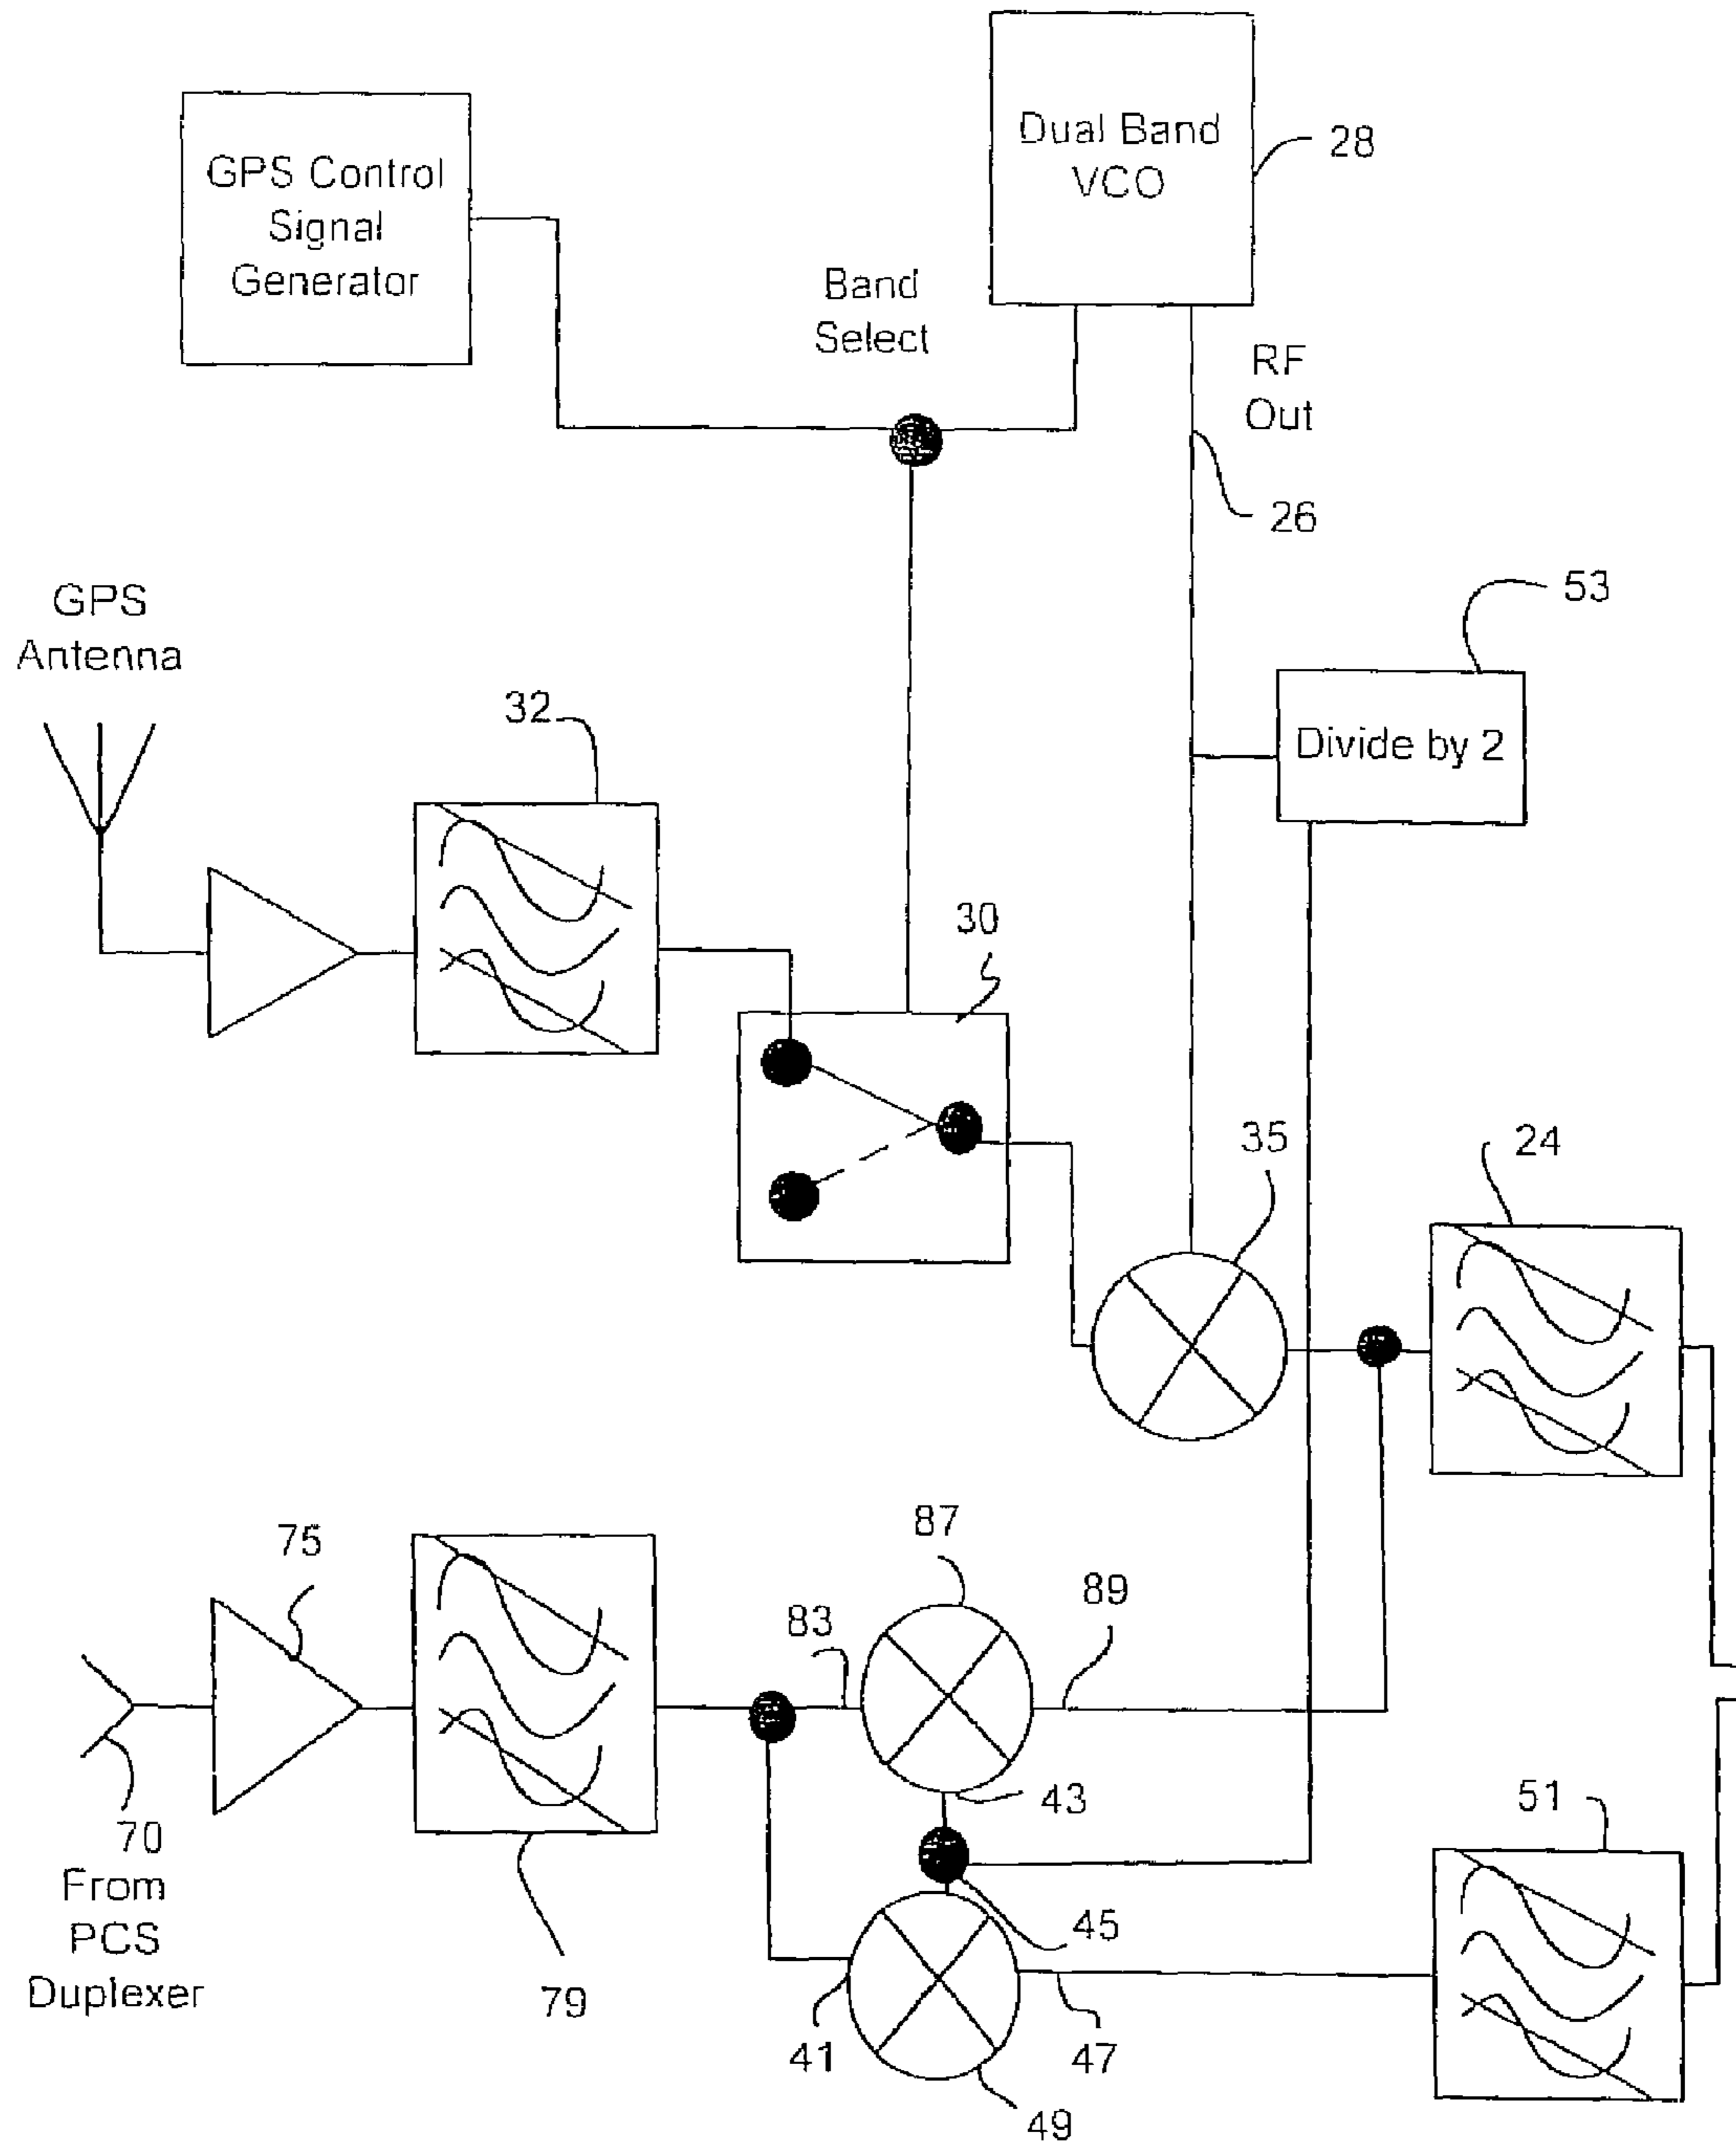 GPS Control
Signal
Generator
Dual Band
VCO
28
Band
Select
RF
Out
26
GPS
Antenna
53
Divide by 2
32
30
35
24
75
87
83
89
43
70
From
PCS
Duplexer
79
51
45
41
47
49